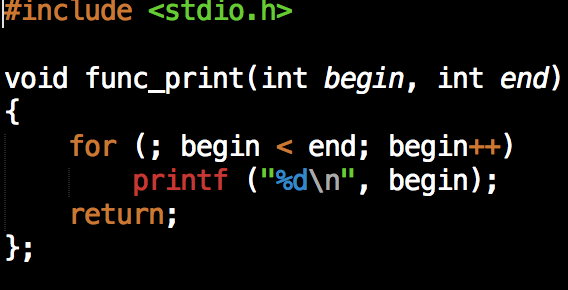 #include <stdio.h>
void func_print(int begin, int end)
{
for (; begin < end; begin++)
printf ("%d\n", begin);
return;
};